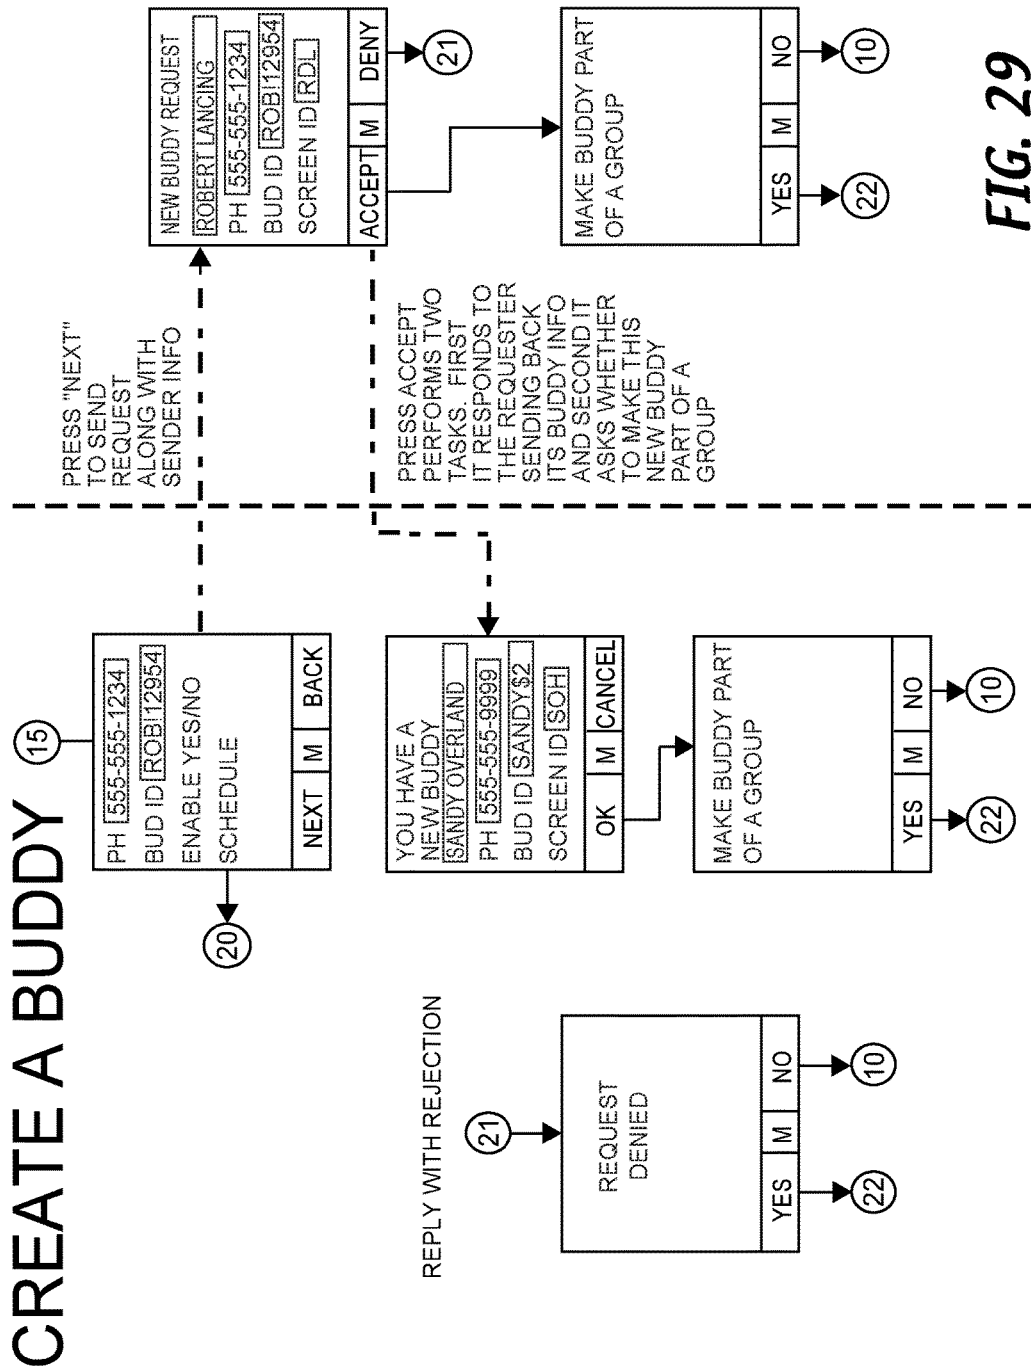 CREATE A BUDDY
15
PH 555-555-1234
BUD ID ROB!12954
ENABLE YES/NO
SCHEDULE
NEXT M BACK
20
PRESS "NEXT"
TO SEND
REQUEST
ALONG WITH
SENDER INFO
NEW BUDDY REQUEST
ROBERT LANCING
PH 555-555-1234
BUD ID ROB!12954
SCREEN ID RDL
ACCEPT M DENY
21
REPLY WITH REJECTION
21
REQUEST
DENIED
YES M NO
22
10
YOU HAVE A
NEW BUDDY
SANDY OVERLAND
PH 555-555-9999
BUD ID SANDY$2
SCREEN ID SOH
OK M CANCEL
PRESS ACCEPT
PERFORMS TWO
TASKS. FIRST
IT RESPONDS TO
THE REQUESTER
SENDING BACK
ITS BUDDY INFO
AND SECOND IT
ASKS WHETHER
TO MAKE THIS
NEW BUDDY
PART OF A
GROUP
MAKE BUDDY PART
OF A GROUP
YES M NO
22
10
MAKE BUDDY PART
OF A GROUP
YES M NO
22
10
FIG. 29